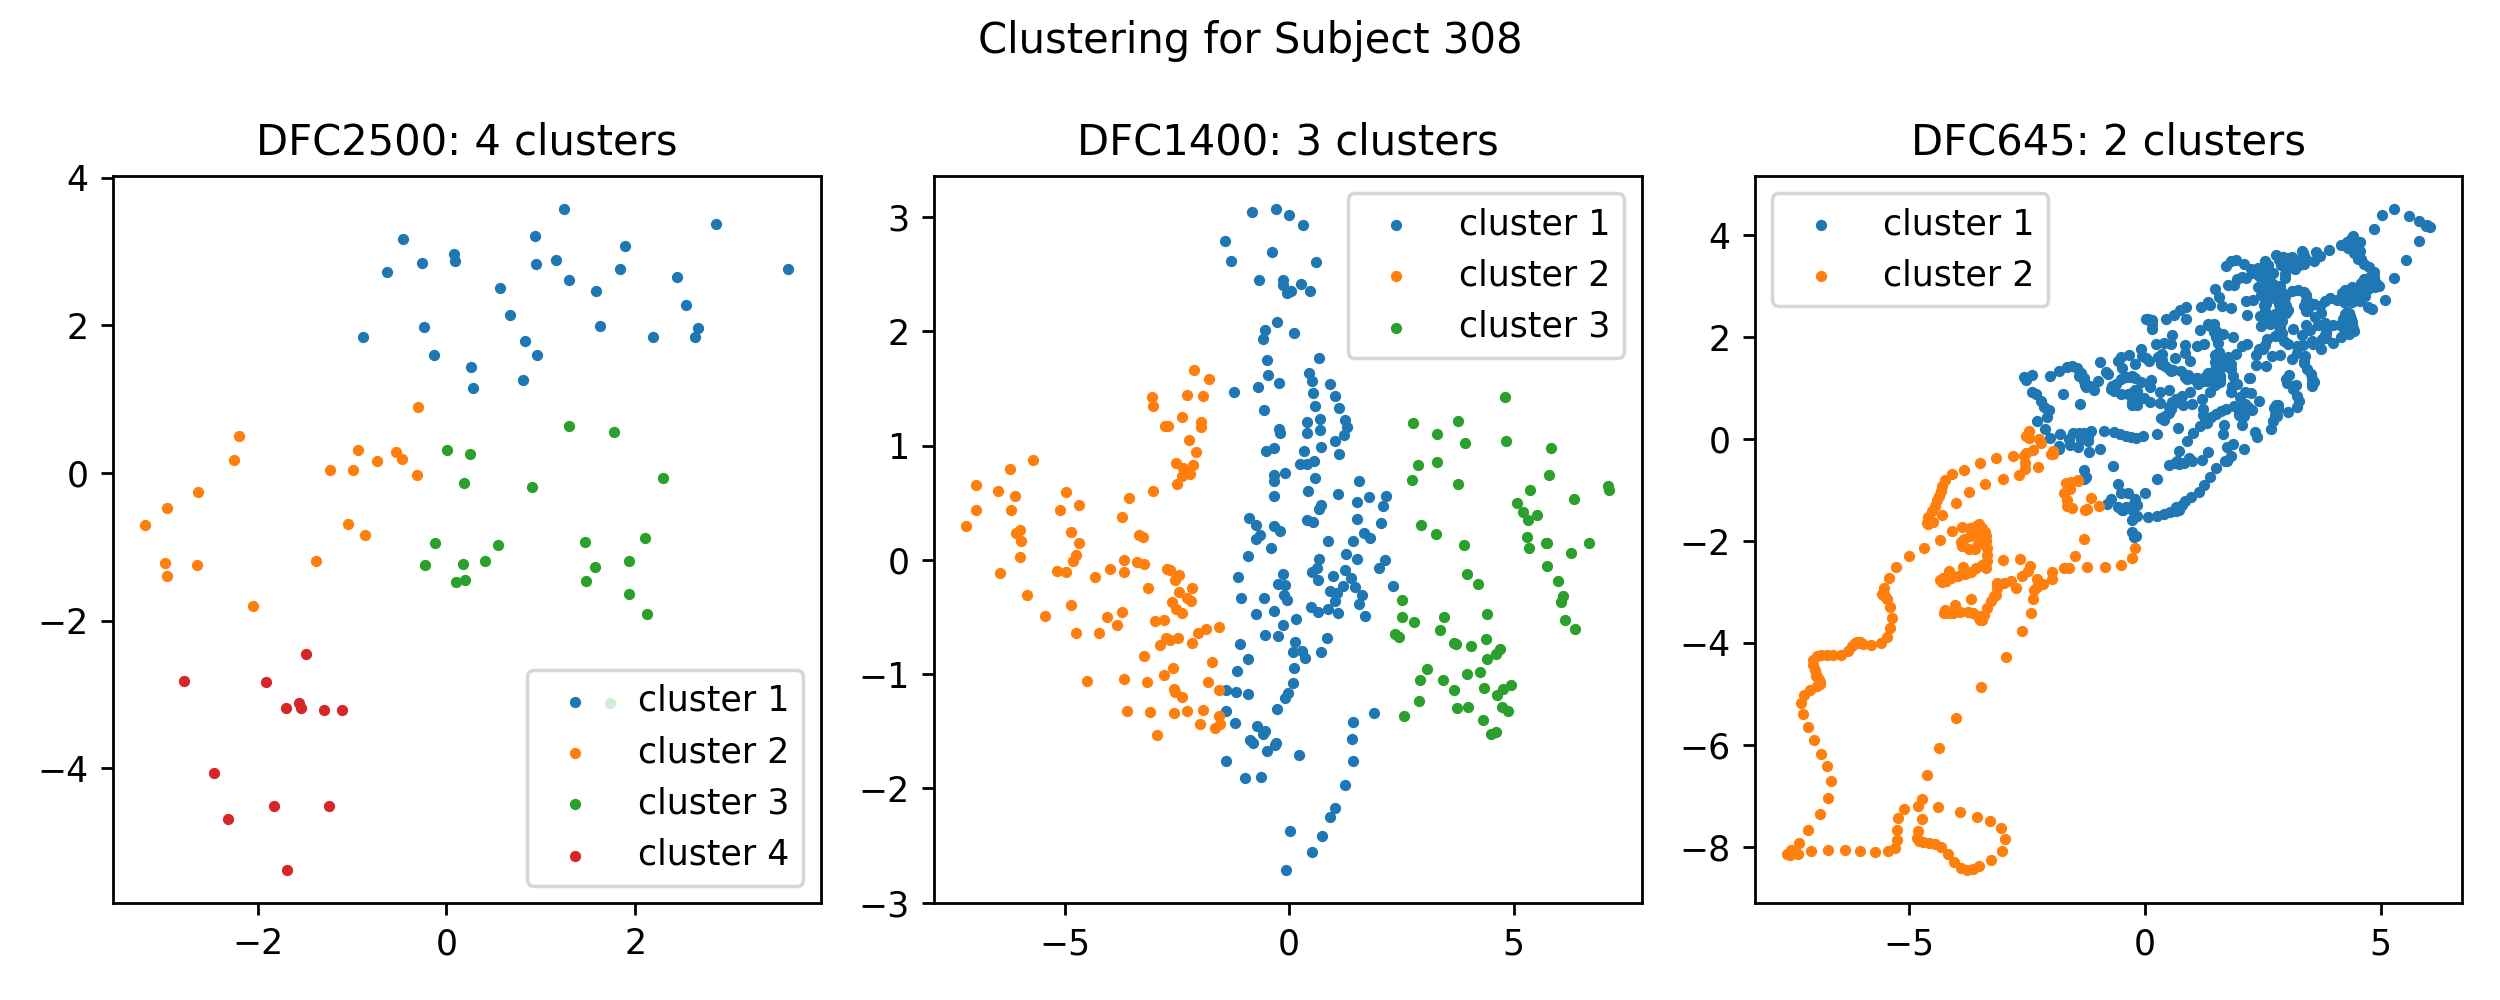 Clustering for Subject 308
DFC2500: 4 clusters
4
2
0
−2
−4
−2
0
2
cluster 1
cluster 2
cluster 3
cluster 4
DFC1400: 3 clusters
3
2
1
0
−1
−2
−3
−5
0
5
cluster 1
cluster 2
cluster 3
DFC645: 2 clusters
4
2
0
−2
−4
−6
−8
−5
0
5
cluster 1
cluster 2